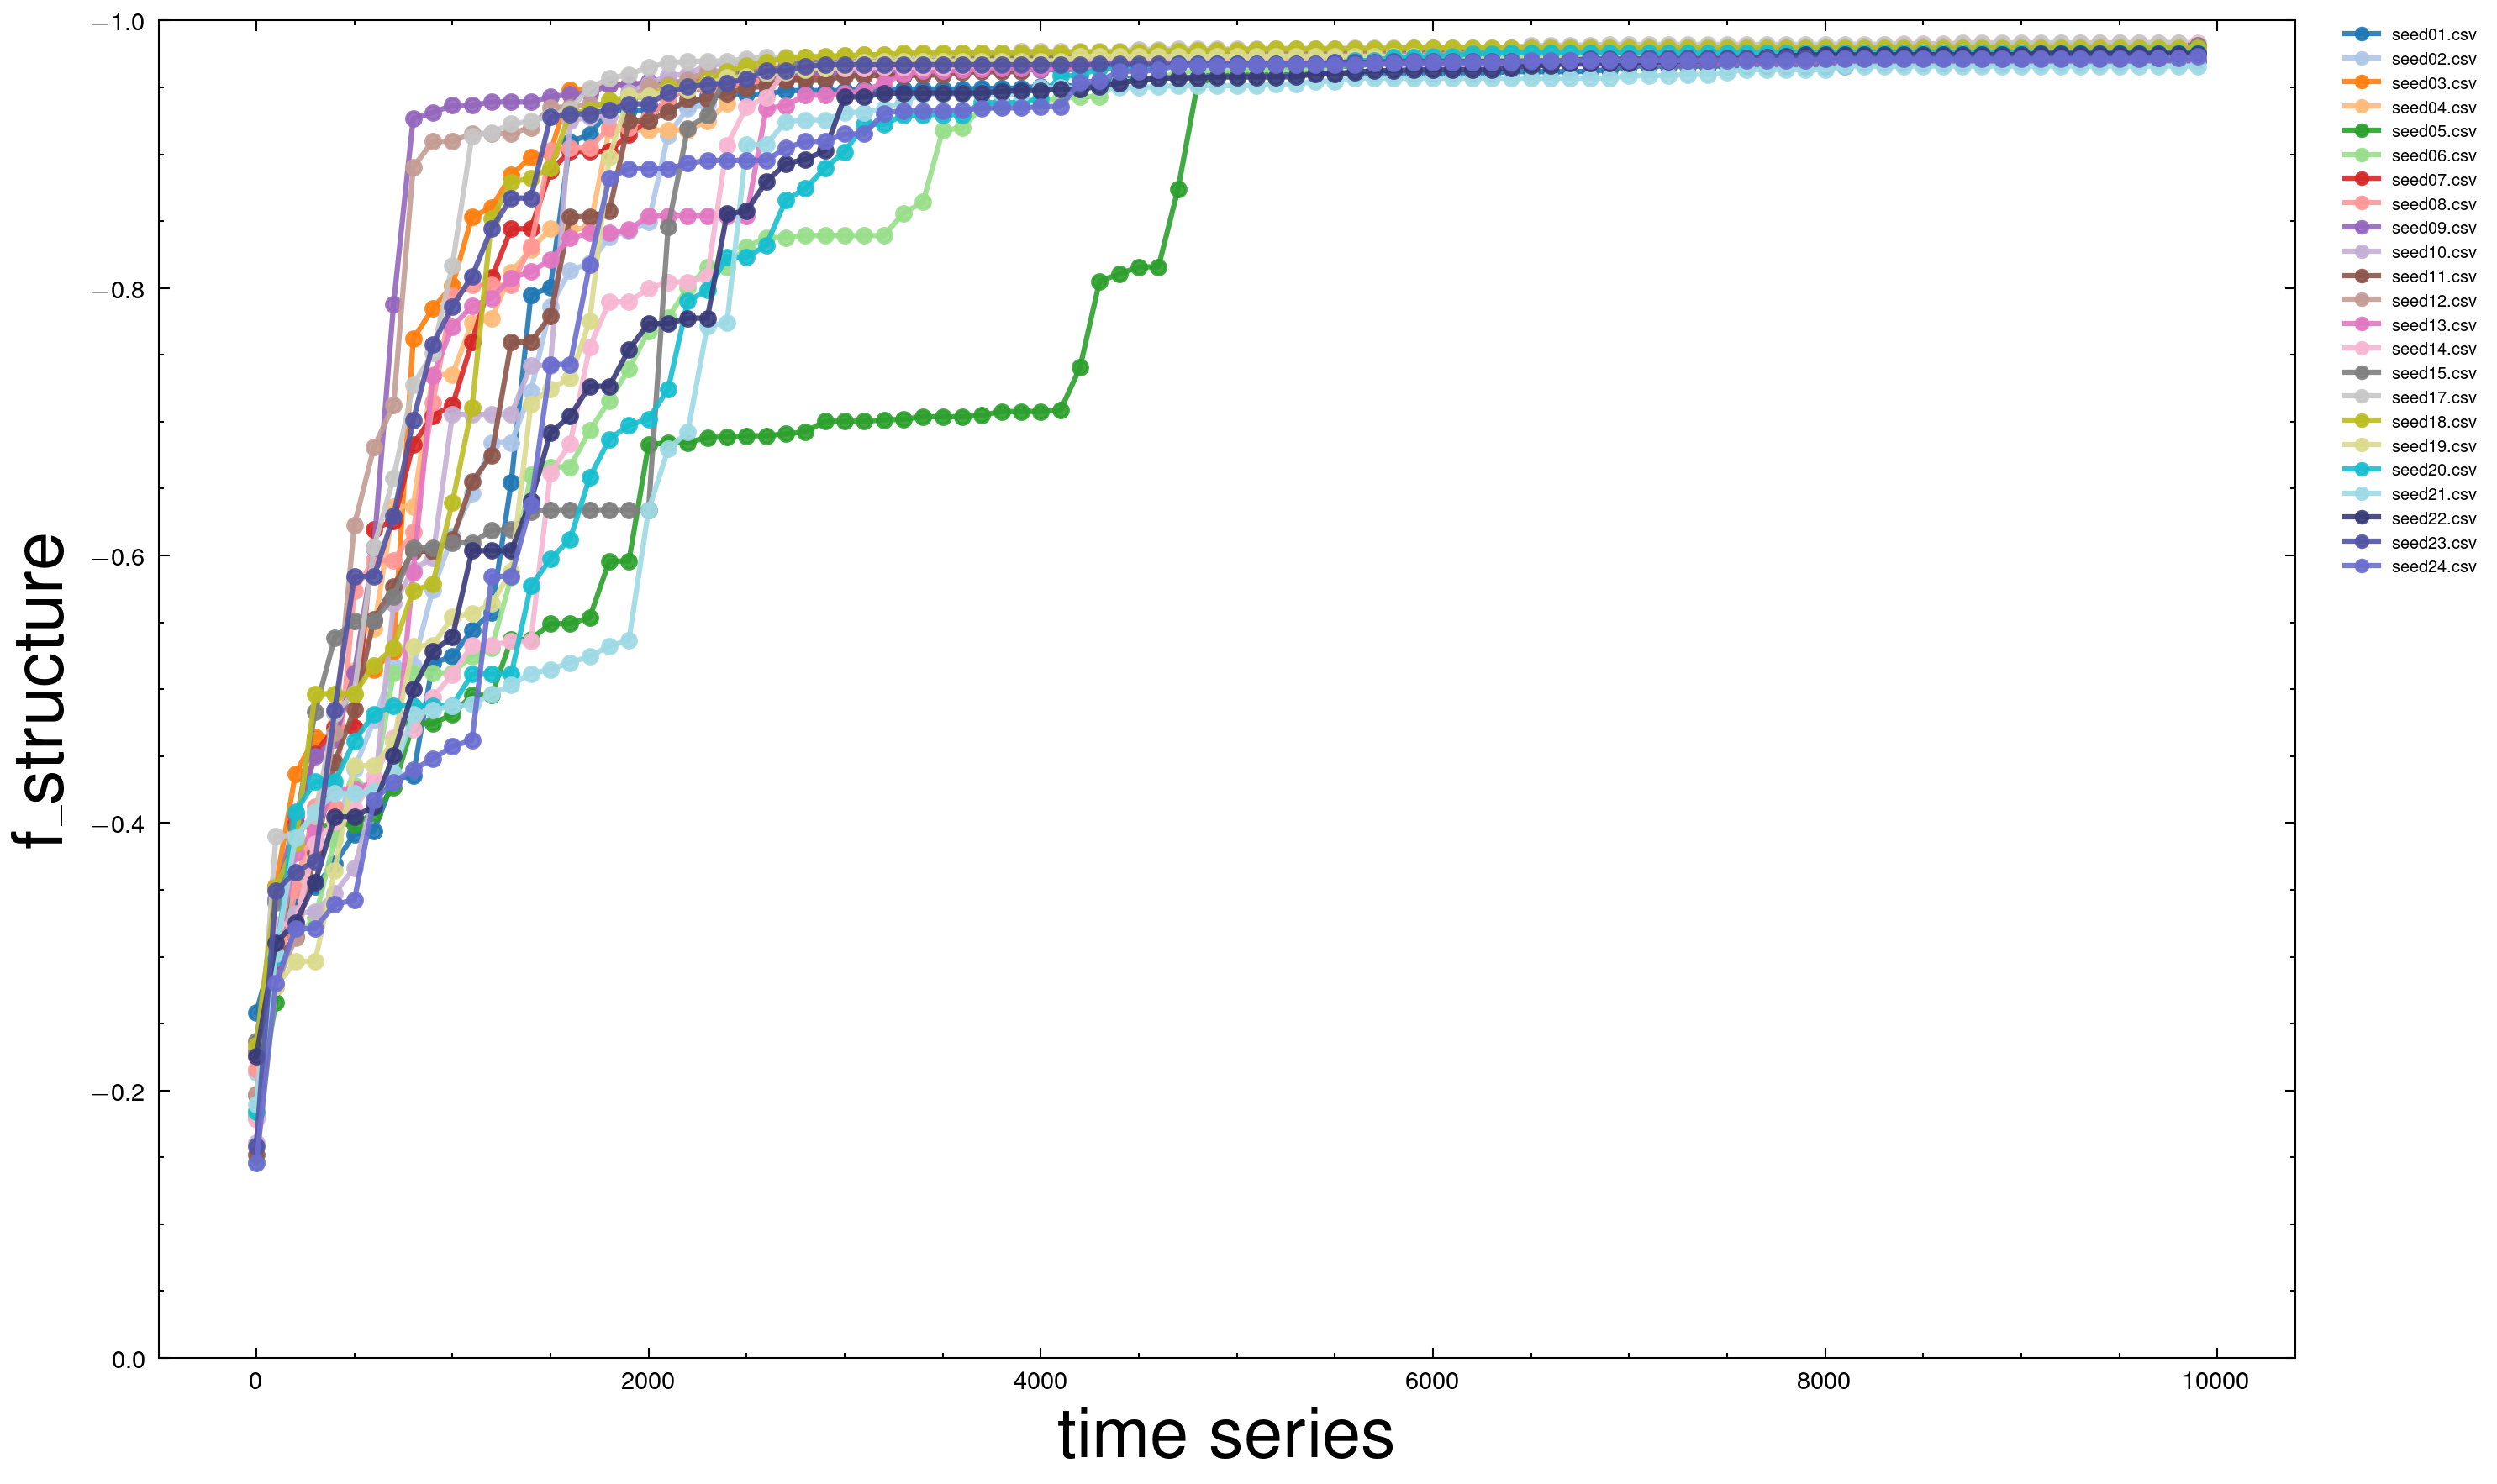 −1.0
−0.8
−0.6
−0.4
−0.2
0.0
f_structure
0 2000 4000 6000 8000 10000
time series
seed01.csv
seed02.csv
seed03.csv
seed04.csv
seed05.csv
seed06.csv
seed07.csv
seed08.csv
seed09.csv
seed10.csv
seed11.csv
seed12.csv
seed13.csv
seed14.csv
seed15.csv
seed17.csv
seed18.csv
seed19.csv
seed20.csv
seed21.csv
seed22.csv
seed23.csv
seed24.csv